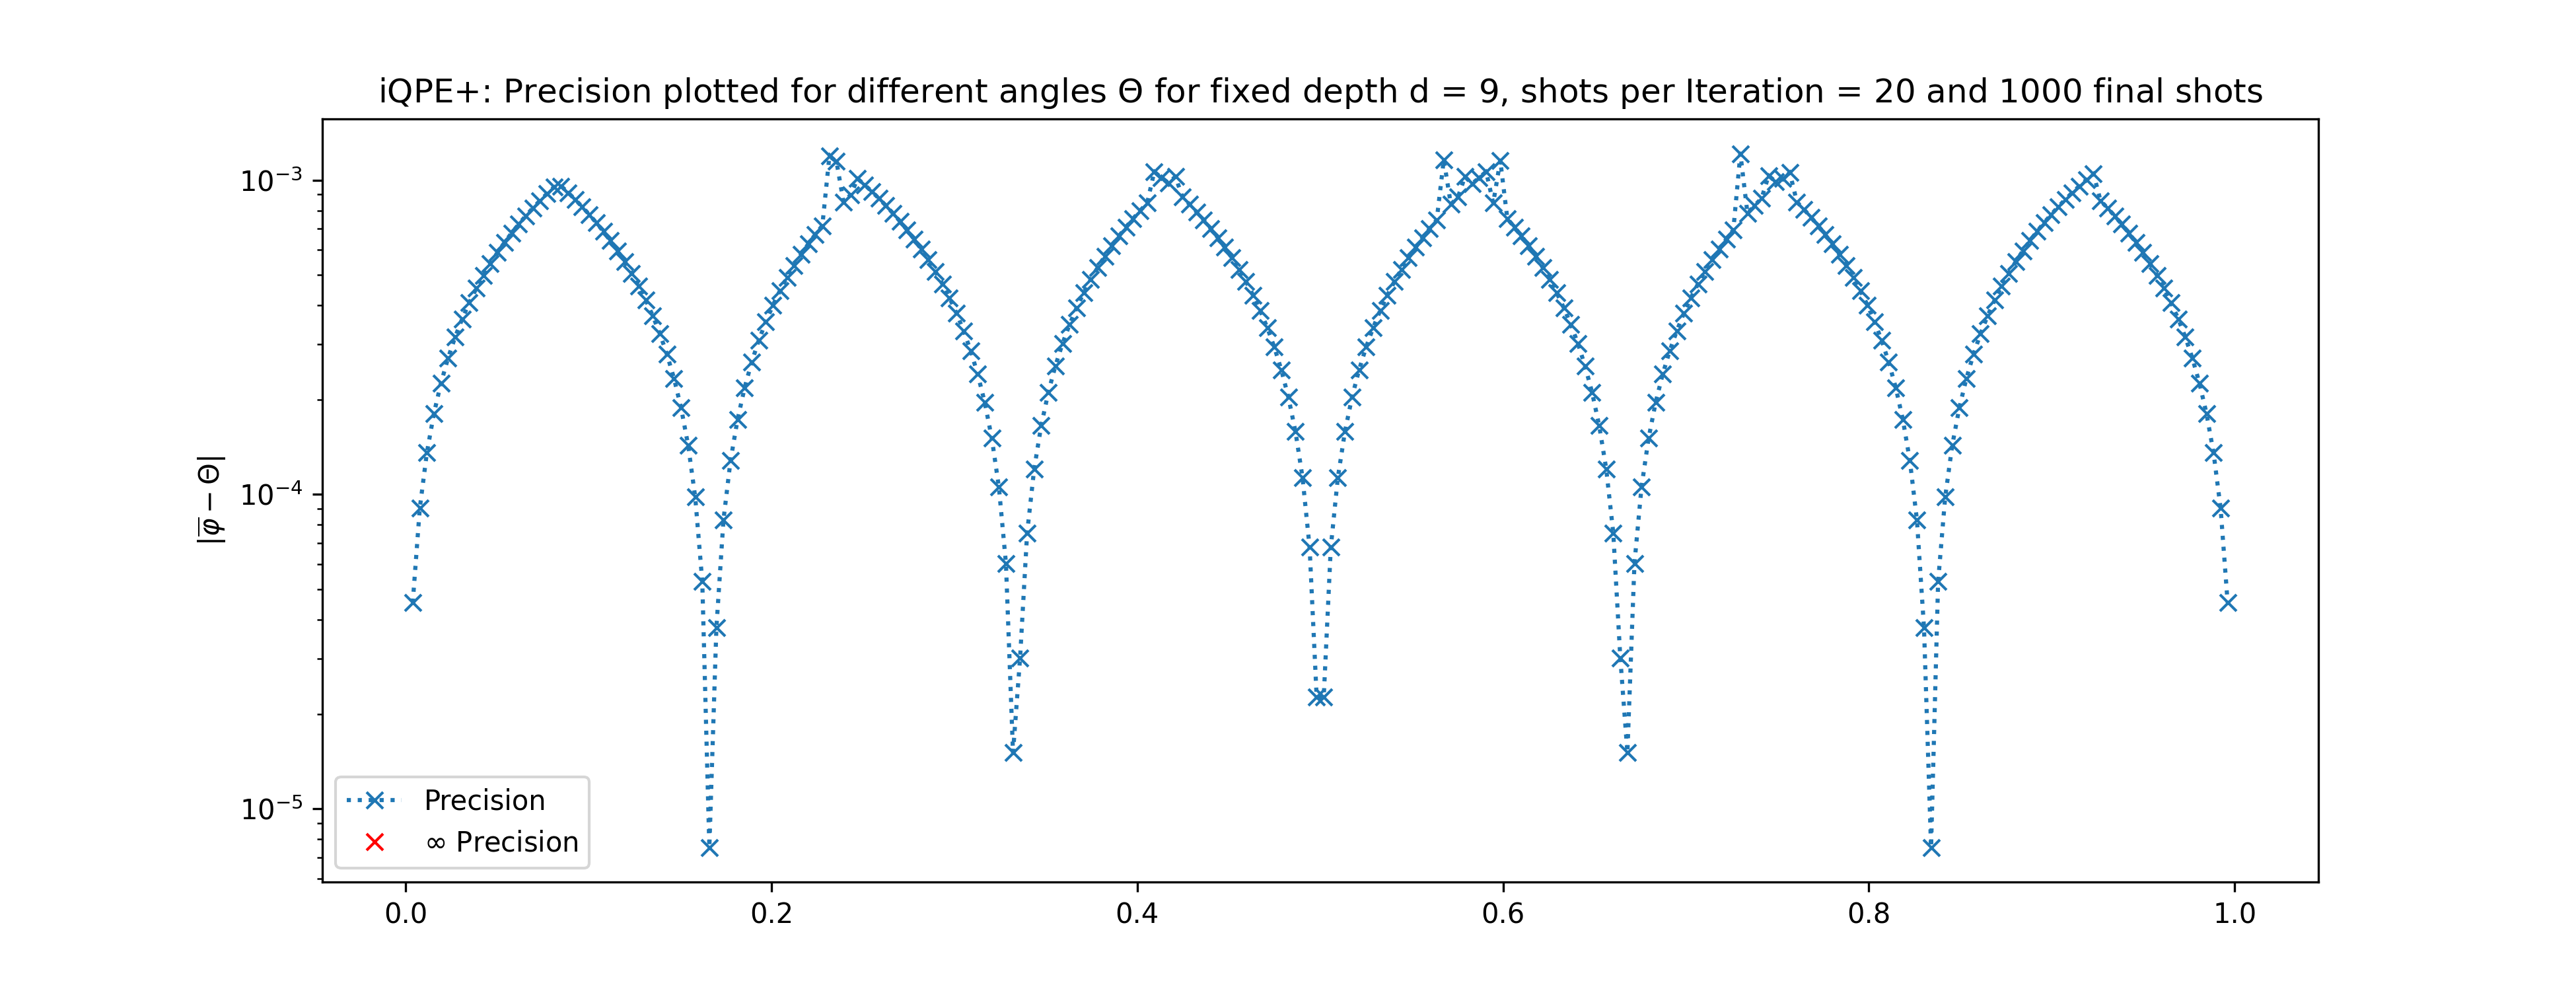 iQPE+: Precision plotted for different angles Θ for fixed depth d = 9, shots per Iteration = 20 and 1000 final shots
10⁻³
10⁻⁴
10⁻⁵
|φ̅ − Θ|
Precision
∞ Precision
0.0 0.2 0.4 0.6 0.8 1.0